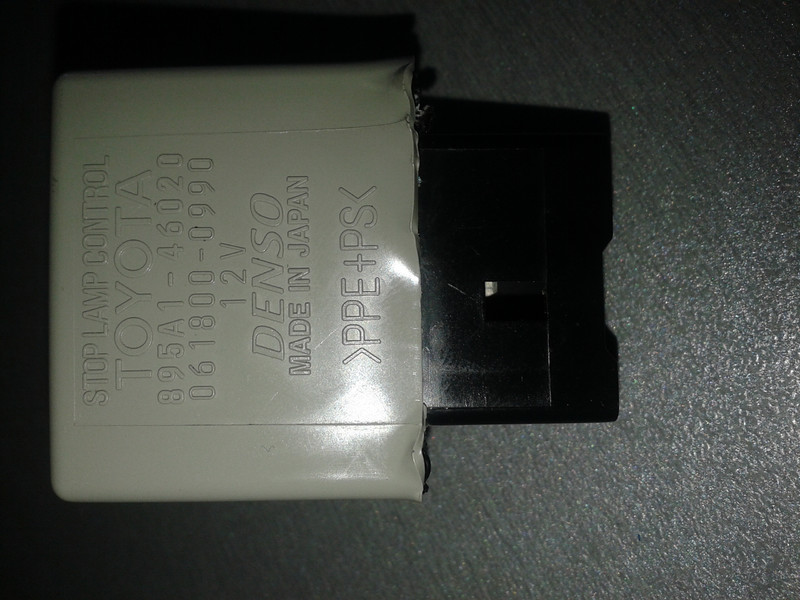 STOP LAMP CONTROL
TOYOTA
895A1-46020
061800-0990
12V
DENSO
MADE IN JAPAN
>PPE+PS<